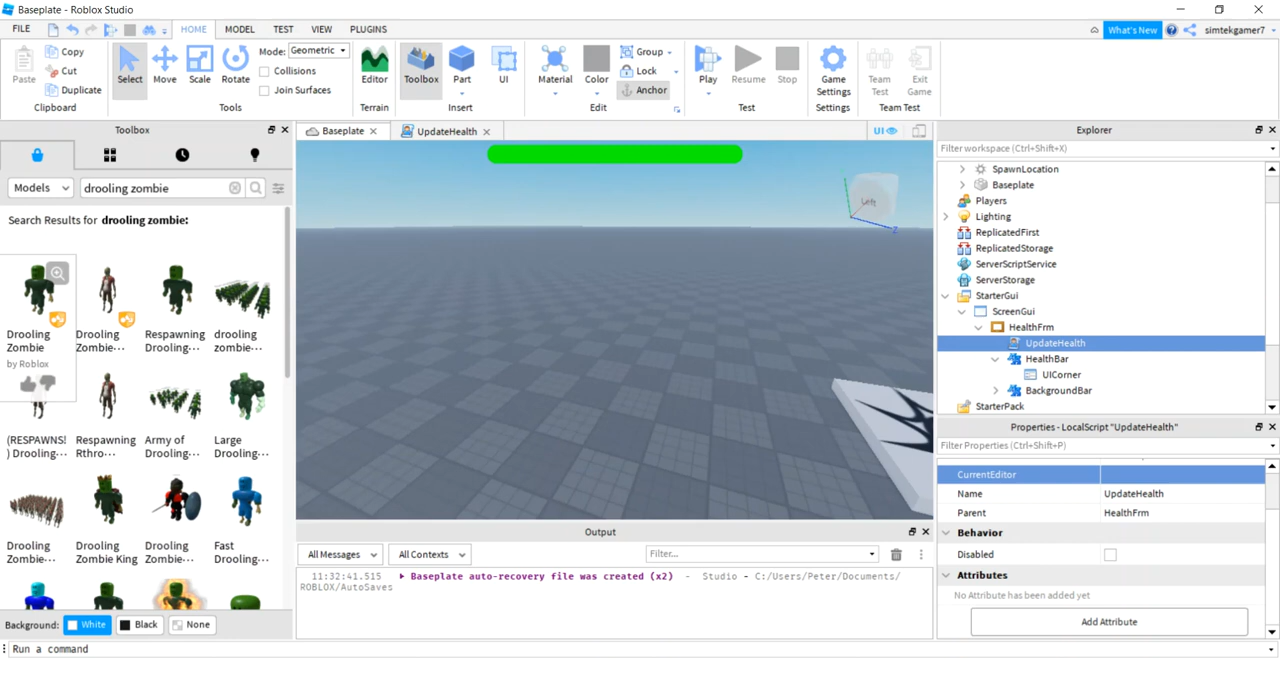 Baseplate - Roblox Studio
FILE HOME MODEL TEST VIEW PLUGINS What's New simtekgamer7
Paste Copy Cut Duplicate Select Move Scale Rotate Mode: Geometric Collisions Join Surfaces Editor Toolbox Part UI Material Color Group Lock Anchor Play Resume Stop Game Settings Team Test Exit Game
Clipboard Tools Terrain Insert Edit Test Settings Team Test
Toolbox
Models drooling zombie
Search Results for drooling zombie:
Drooling Zombie
by Roblox
Drooling Zombie···
Respawning Drooling···
drooling zombie···
(RESPAWNS! ) Drooling···
Respawning Rthro···
Army of Drooling···
Large Drooling···
Drooling Zombie···
Drooling Zombie King
Drooling Zombie···
Fast Drooling···
Background: White Black None
Baseplate UpdateHealth UI
Left
Z
Output
All Messages All Contexts Filter...
11:32:41.515 Baseplate auto-recovery file was created (x2) - Studio - C:/Users/Peter/Documents/
ROBLOX/AutoSaves
Explorer
Filter workspace (Ctrl+Shift+X)
SpawnLocation
Baseplate
Players
Lighting
ReplicatedFirst
ReplicatedStorage
ServerScriptService
ServerStorage
StarterGui
ScreenGui
HealthFrm
UpdateHealth
HealthBar
UICorner
BackgroundBar
StarterPack
Properties - LocalScript "UpdateHealth"
Filter Properties (Ctrl+Shift+P)
CurrentEditor
Name UpdateHealth
Parent HealthFrm
Behavior
Disabled
Attributes
No Attribute has been added yet
Add Attribute
Run a command